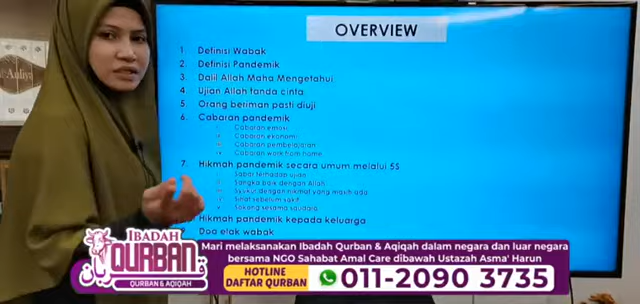 OVERVIEW
1. Definisi Wabak
2. Definisi Pandemik
3. Dalil Allah Maha Mengetahui
4. Ujian Allah tanda cinta
5. Orang beriman pasti diuji
6. Cabaran pandemik
i. Cabaran emosi
ii. Cabaran ekonomi
iii. Cabaran pembelajaran
iv. Cabaran work from home
7. Hikmah pandemik secara umum melalui 5S
i. Sabar terhadap ujian
ii. Sangka baik dengan Allah
iii. Syukur dengan nikmat yang masih ada
iv. Sihat sebelum sakit
v. Sokong sesama saudara
Hikmah pandemik kepada keluarga
Doa elak wabak
IBADAH
QURBAN
قربان
QURBAN & AQIQAH
Mari melaksanakan Ibadah Qurban & Aqiqah dalam negara dan luar negara
bersama NGO Sahabat Amal Care dibawah Ustazah Asma' Harun
HOTLINE
DAFTAR QURBAN
011-2090 3735